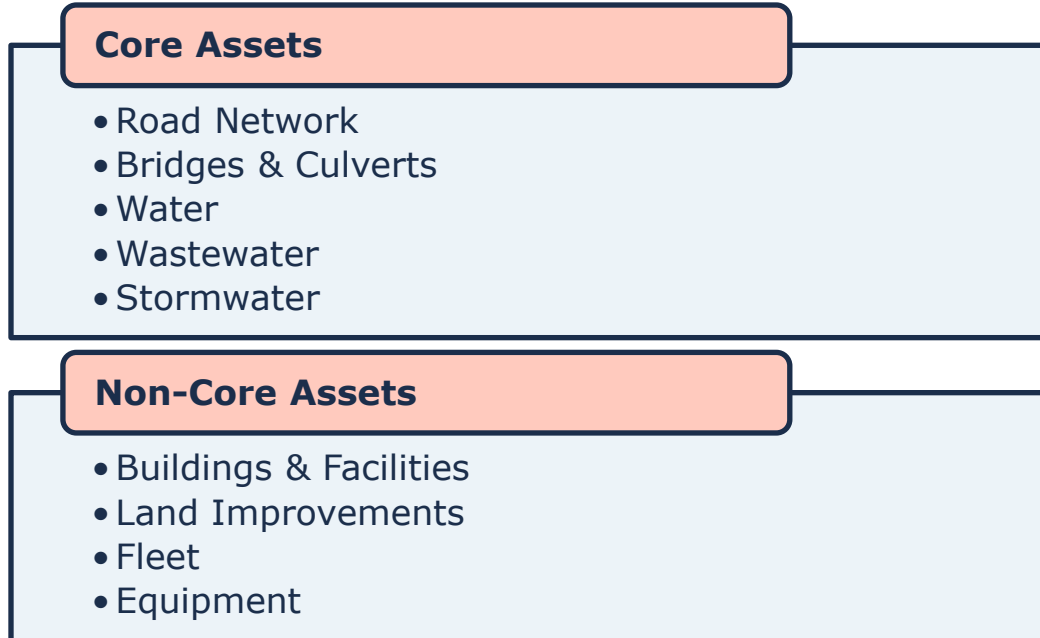 Core Assets
• Road Network
• Bridges & Culverts
• Water
• Wastewater
• Stormwater
Non-Core Assets
• Buildings & Facilities
• Land Improvements
• Fleet
• Equipment